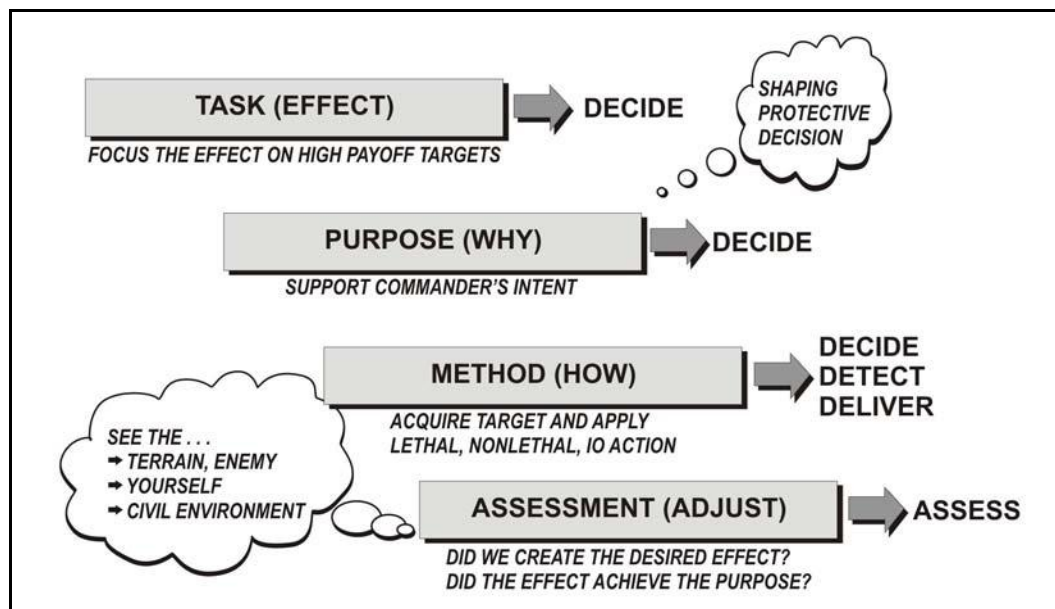 TASK (EFFECT)
DECIDE
FOCUS THE EFFECT ON HIGH PAYOFF TARGETS
SHAPING
PROTECTIVE
DECISION
PURPOSE (WHY)
DECIDE
SUPPORT COMMANDER'S INTENT
METHOD (HOW)
DECIDE
DETECT
DELIVER
ACQUIRE TARGET AND APPLY
LETHAL, NONLETHAL, IO ACTION
SEE THE . . .
➡ TERRAIN, ENEMY
➡ YOURSELF
➡ CIVIL ENVIRONMENT
ASSESSMENT (ADJUST)
ASSESS
DID WE CREATE THE DESIRED EFFECT?
DID THE EFFECT ACHIEVE THE PURPOSE?